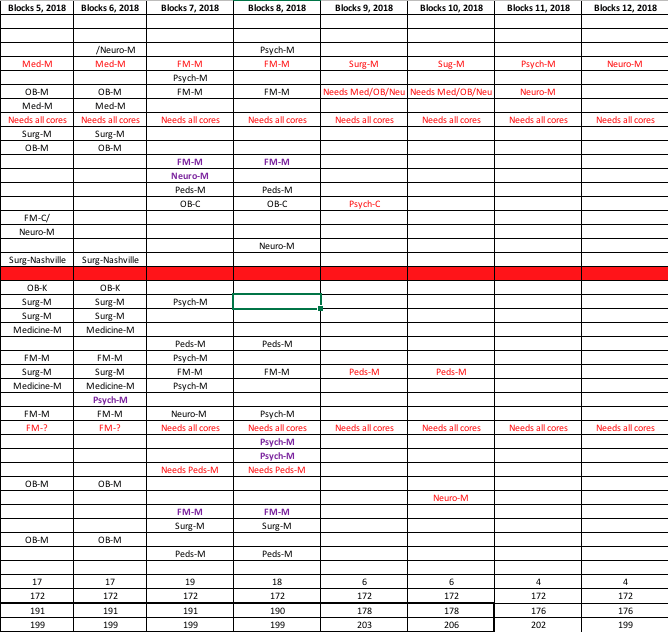 Blocks 5, 2018 Blocks 6, 2018 Blocks 7, 2018 Blocks 8, 2018 Blocks 9, 2018 Blocks 10, 2018 Blocks 11, 2018 Blocks 12, 2018
/Neuro-M Psych-M
Med-M Med-M FM-M FM-M Surg-M Sug-M Psych-M Neuro-M
Psych-M
OB-M OB-M FM-M FM-M Needs Med/OB/Neu Needs Med/OB/Neu Neuro-M
Med-M Med-M
Needs all cores Needs all cores Needs all cores Needs all cores Needs all cores Needs all cores Needs all cores Needs all cores
Surg-M Surg-M
OB-M OB-M
FM-M FM-M
Neuro-M
Peds-M Peds-M
OB-C OB-C Psych-C
FM-C/
Neuro-M
Neuro-M
Surg-Nashville Surg-Nashville
OB-K OB-K
Surg-M Surg-M Psych-M
Surg-M Surg-M
Medicine-M Medicine-M
Peds-M Peds-M
FM-M FM-M Psych-M
Surg-M Surg-M FM-M FM-M Peds-M Peds-M
Medicine-M Medicine-M Psych-M
Psych-M
FM-M FM-M Neuro-M Psych-M
FM-? FM-? Needs all cores Needs all cores Needs all cores Needs all cores Needs all cores Needs all cores
Psych-M
Psych-M
Needs Peds-M Needs Peds-M
OB-M OB-M
Neuro-M
FM-M FM-M
Surg-M Surg-M
OB-M OB-M
Peds-M Peds-M
17 17 19 18 6 6 4 4
172 172 172 172 172 172 172 172
191 191 191 190 178 178 176 176
199 199 199 199 203 206 202 199